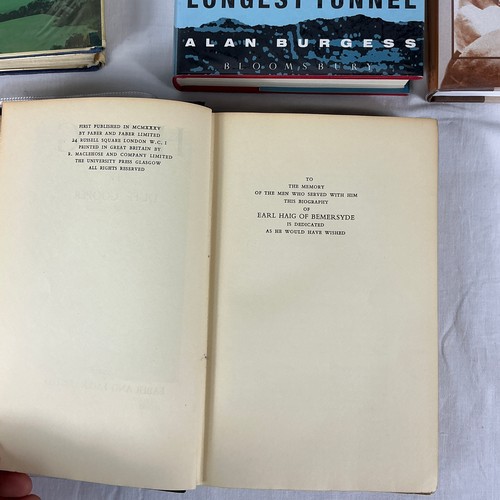 LONGEST TUNNEL
ALAN BURGESS
BLOOMSBURY
FIRST PUBLISHED IN MCMXXXV
BY FABER AND FABER LIMITED
24 RUSSELL SQUARE LONDON W.C. 1
PRINTED IN GREAT BRITAIN BY
R. MACLEHOSE AND COMPANY LIMITED
THE UNIVERSITY PRESS GLASGOW
ALL RIGHTS RESERVED
TO
THE MEMORY
OF THE MEN WHO SERVED WITH HIM
THIS BIOGRAPHY
OF
EARL HAIG OF BEMERSYDE
IS DEDICATED
AS HE WOULD HAVE WISHED